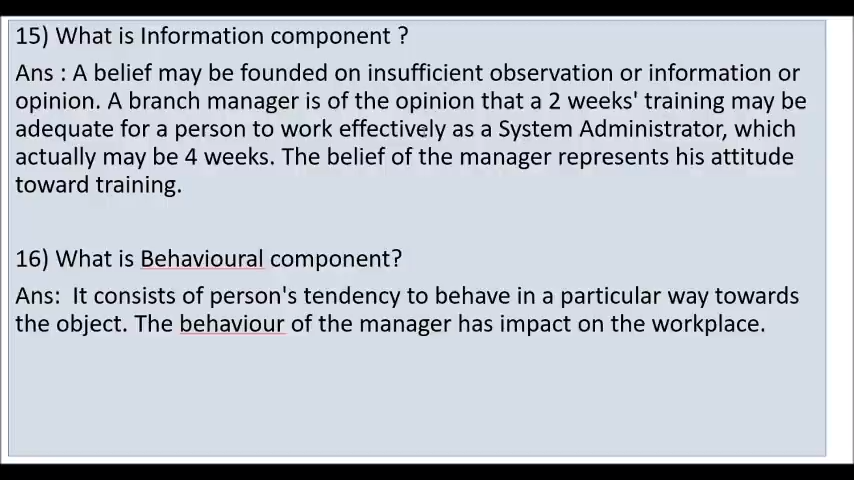 15) What is Information component ?
Ans : A belief may be founded on insufficient observation or information or
opinion. A branch manager is of the opinion that a 2 weeks' training may be
adequate for a person to work effectively as a System Administrator, which
actually may be 4 weeks. The belief of the manager represents his attitude
toward training.
16) What is Behavioural component?
Ans:  It consists of person's tendency to behave in a particular way towards
the object. The behaviour of the manager has impact on the workplace.